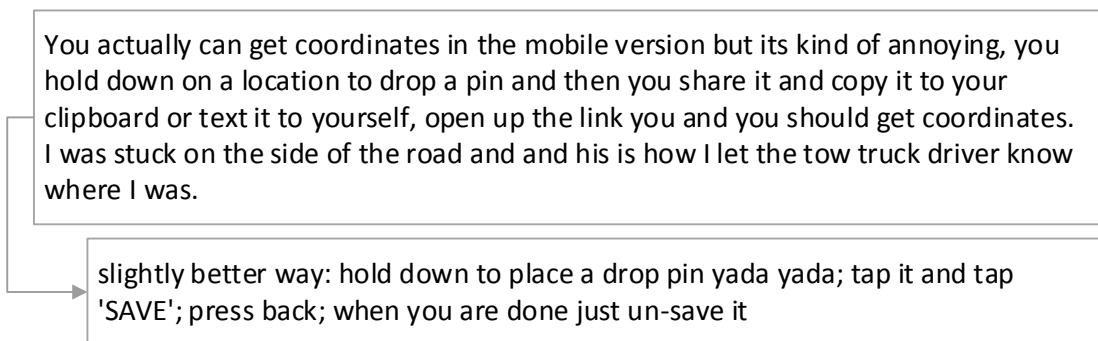 You actually can get coordinates in the mobile version but its kind of annoying, you
hold down on a location to drop a pin and then you share it and copy it to your
clipboard or text it to yourself, open up the link you and you should get coordinates.
I was stuck on the side of the road and and his is how I let the tow truck driver know
where I was.
slightly better way: hold down to place a drop pin yada yada; tap it and tap
'SAVE'; press back; when you are done just un-save it